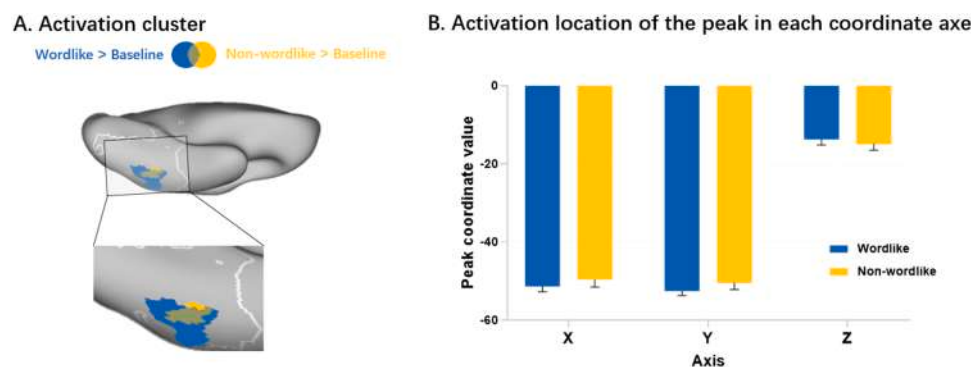 A. Activation cluster
Wordlike > Baseline
Non-wordlike > Baseline
B. Activation location of the peak in each coordinate axe
Peak coordinate value
0
-20
-40
-60
Wordlike
Non-wordlike
X
Y
Z
Axis